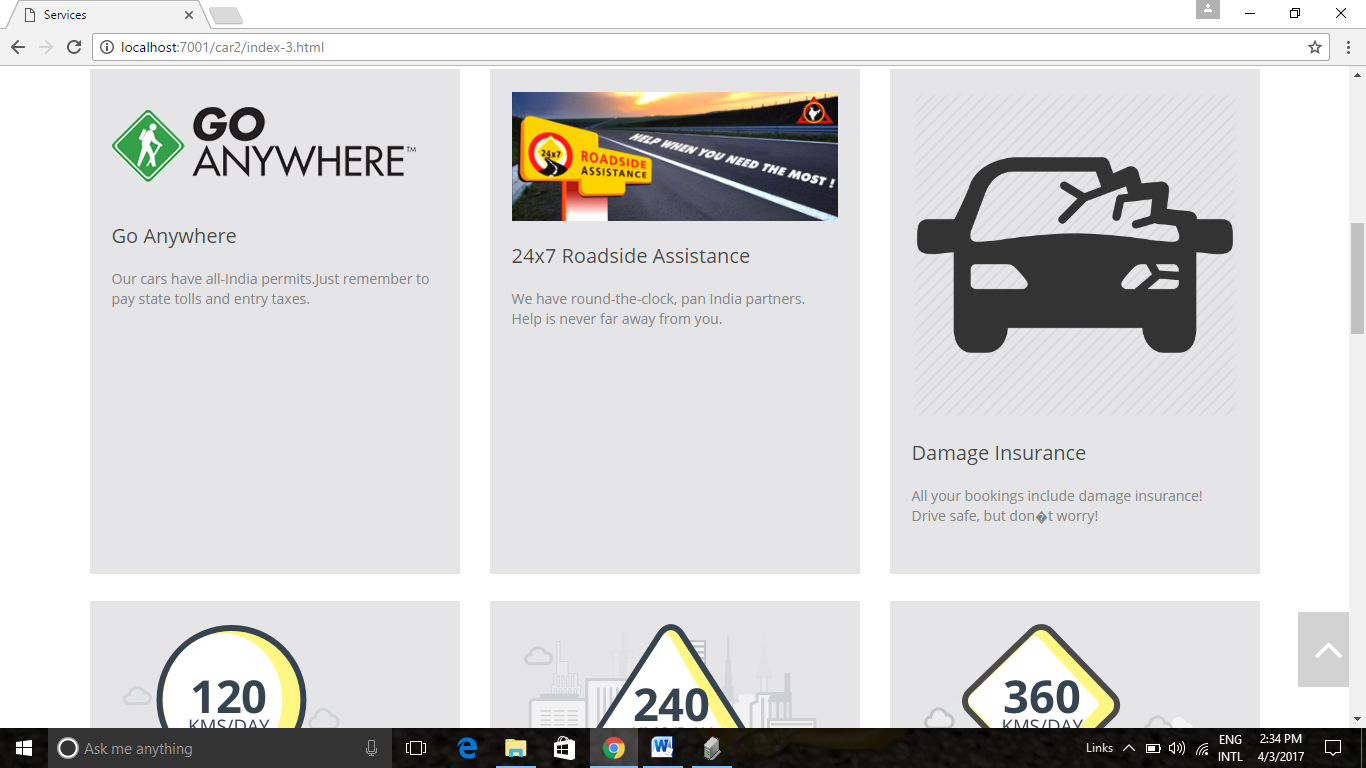 Services
localhost:7001/car2/index-3.html
GO
ANYWHERE™
Go Anywhere
Our cars have all-India permits.Just remember to
pay state tolls and entry taxes.
24x7
ROADSIDE
ASSISTANCE
HELP WHEN YOU NEED THE MOST !
24x7 Roadside Assistance
We have round-the-clock, pan India partners.
Help is never far away from you.
Damage Insurance
All your bookings include damage insurance!
Drive safe, but don�t worry!
120
KMS/DAY
240
360
KMS/DAY
Ask me anything
Links
ENG
INTL
2:34 PM
4/3/2017